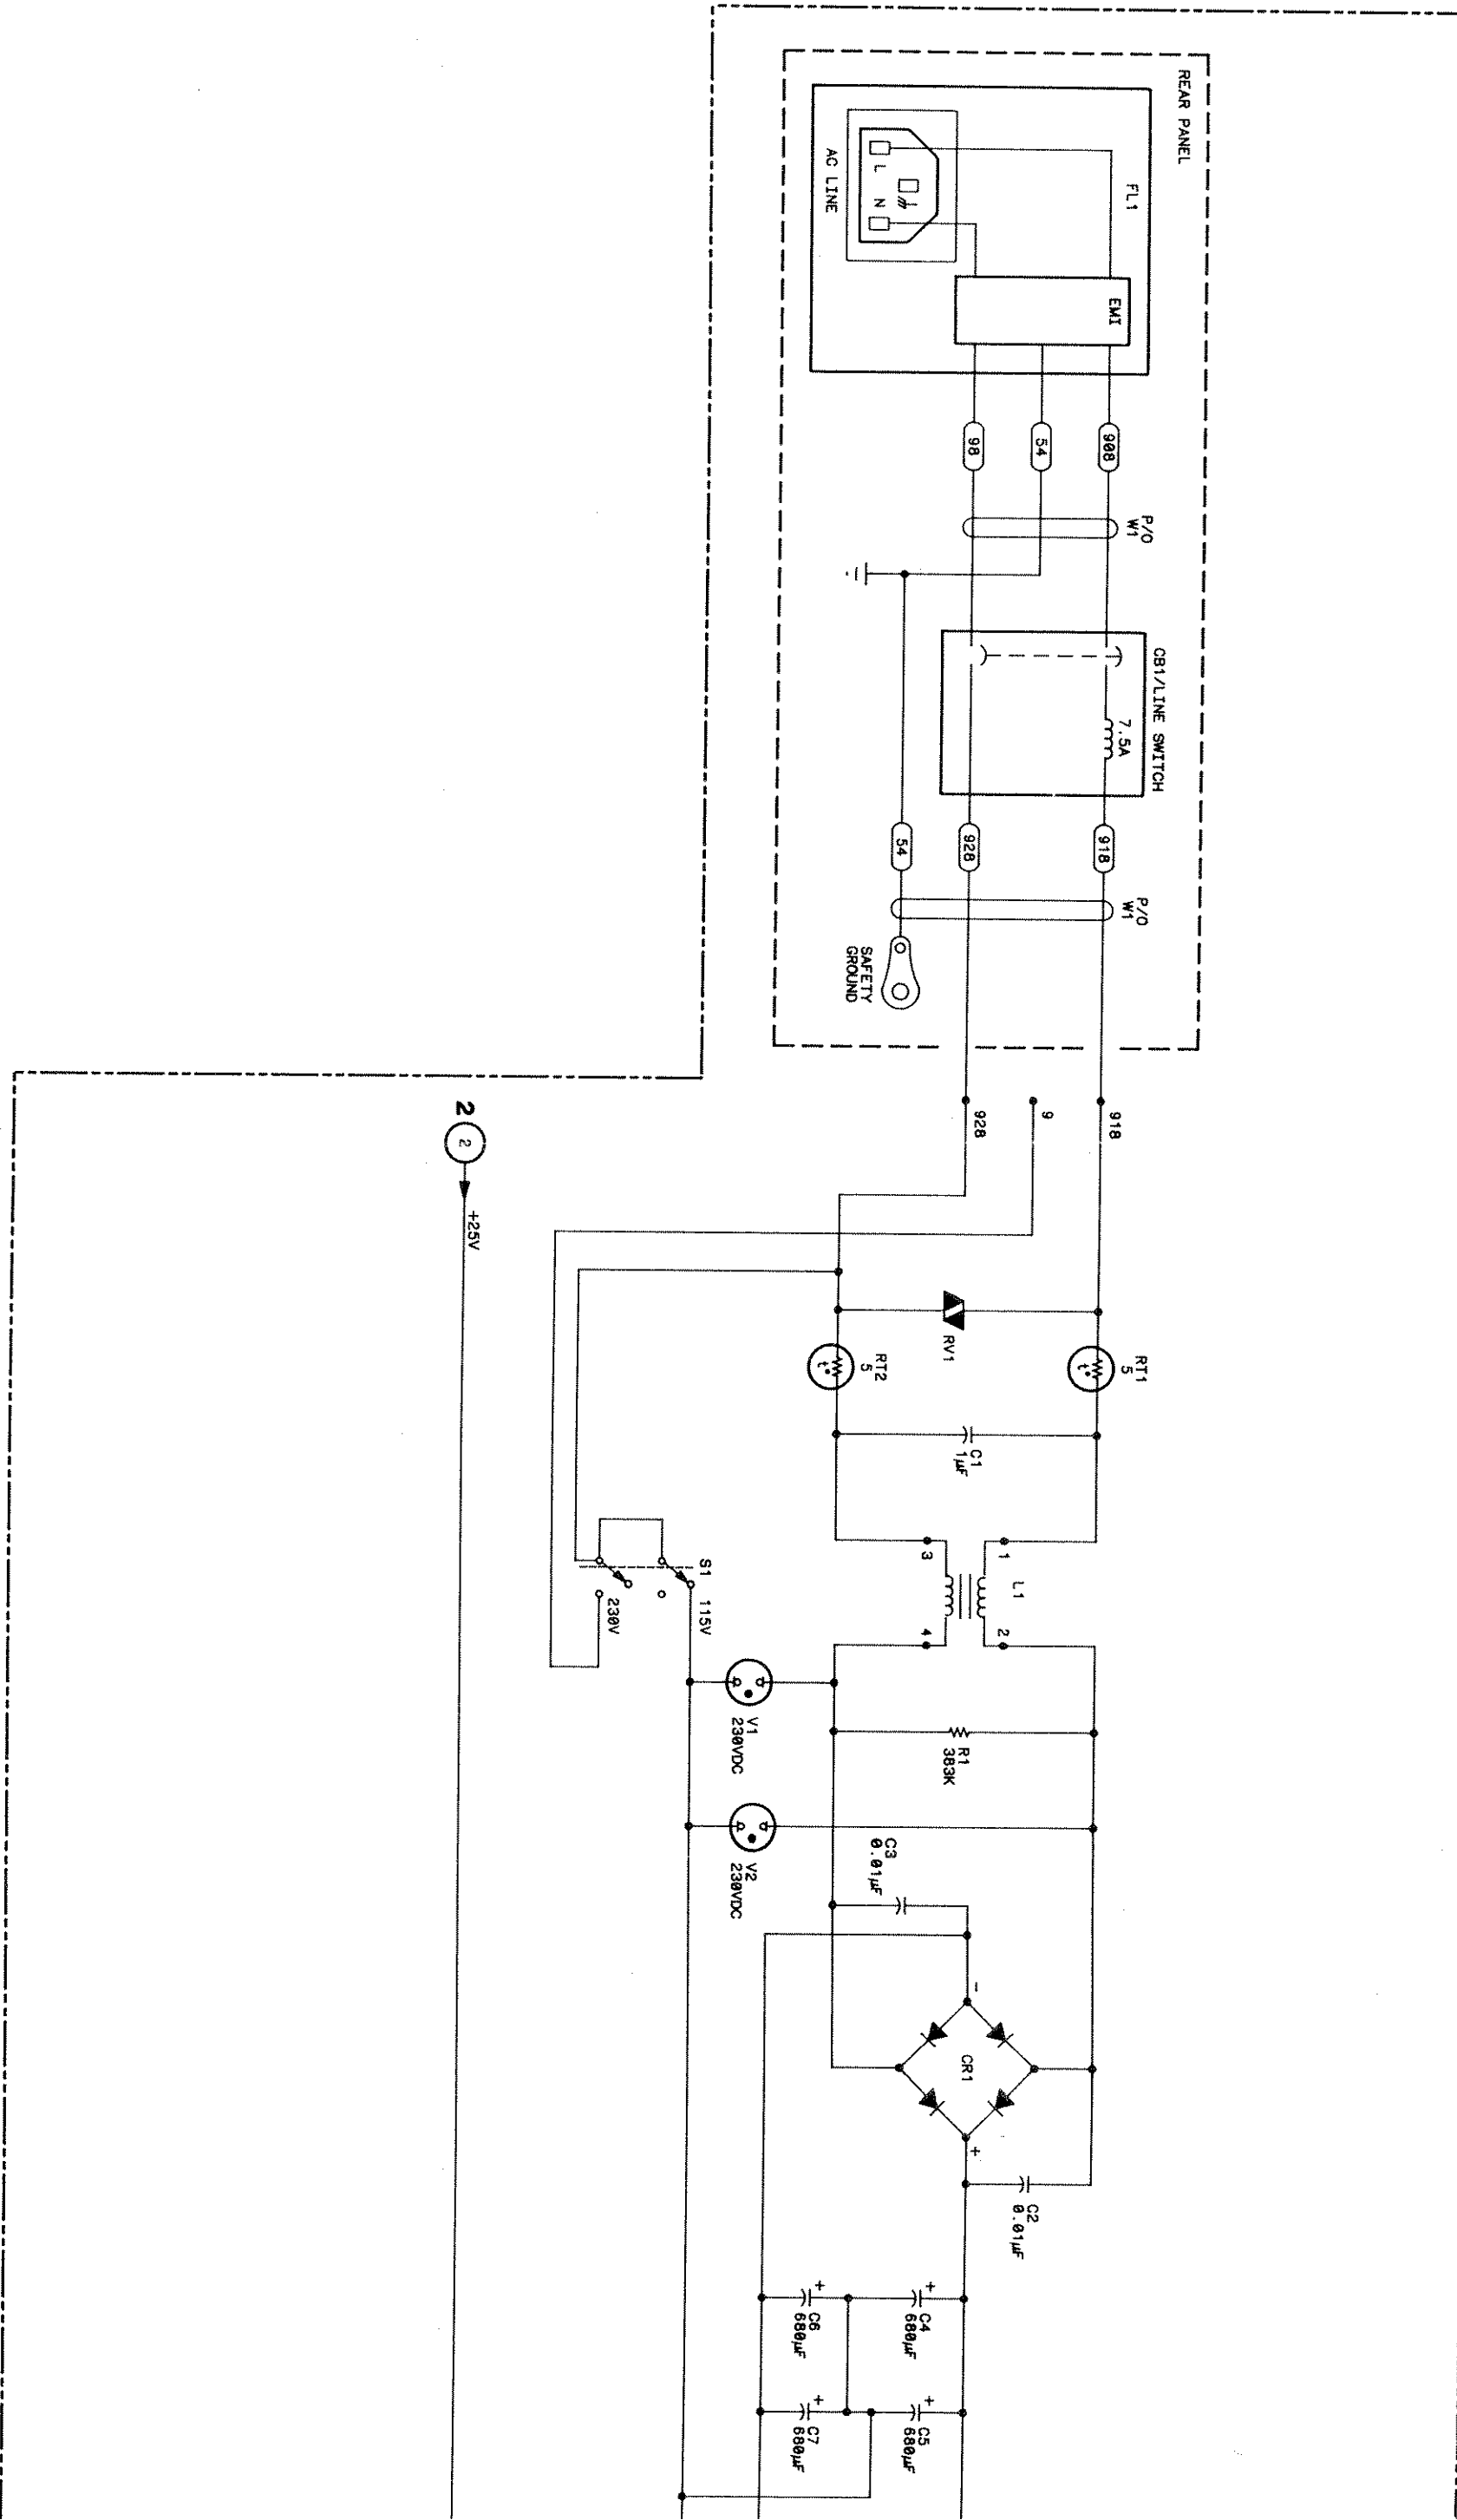 REAR PANEL
FL1
AC LINE
L
N
EMI
908
54
98
P/O
W1
CB1/LINE SWITCH
7.5A
918
928
54
P/O
W1
SAFETY
GROUND
918
9
928
2
2
+25V
RT1
5
RV1
RT2
5
C1
1µF
1
L1
2
3
4
S1
115V
230V
R1
383K
V1
230VDC
V2
230VDC
C3
0.01µF
-
CR1
+
C2
0.01µF
+
C4
680µF
+
C6
680µF
+
C5
680µF
+
C7
680µF